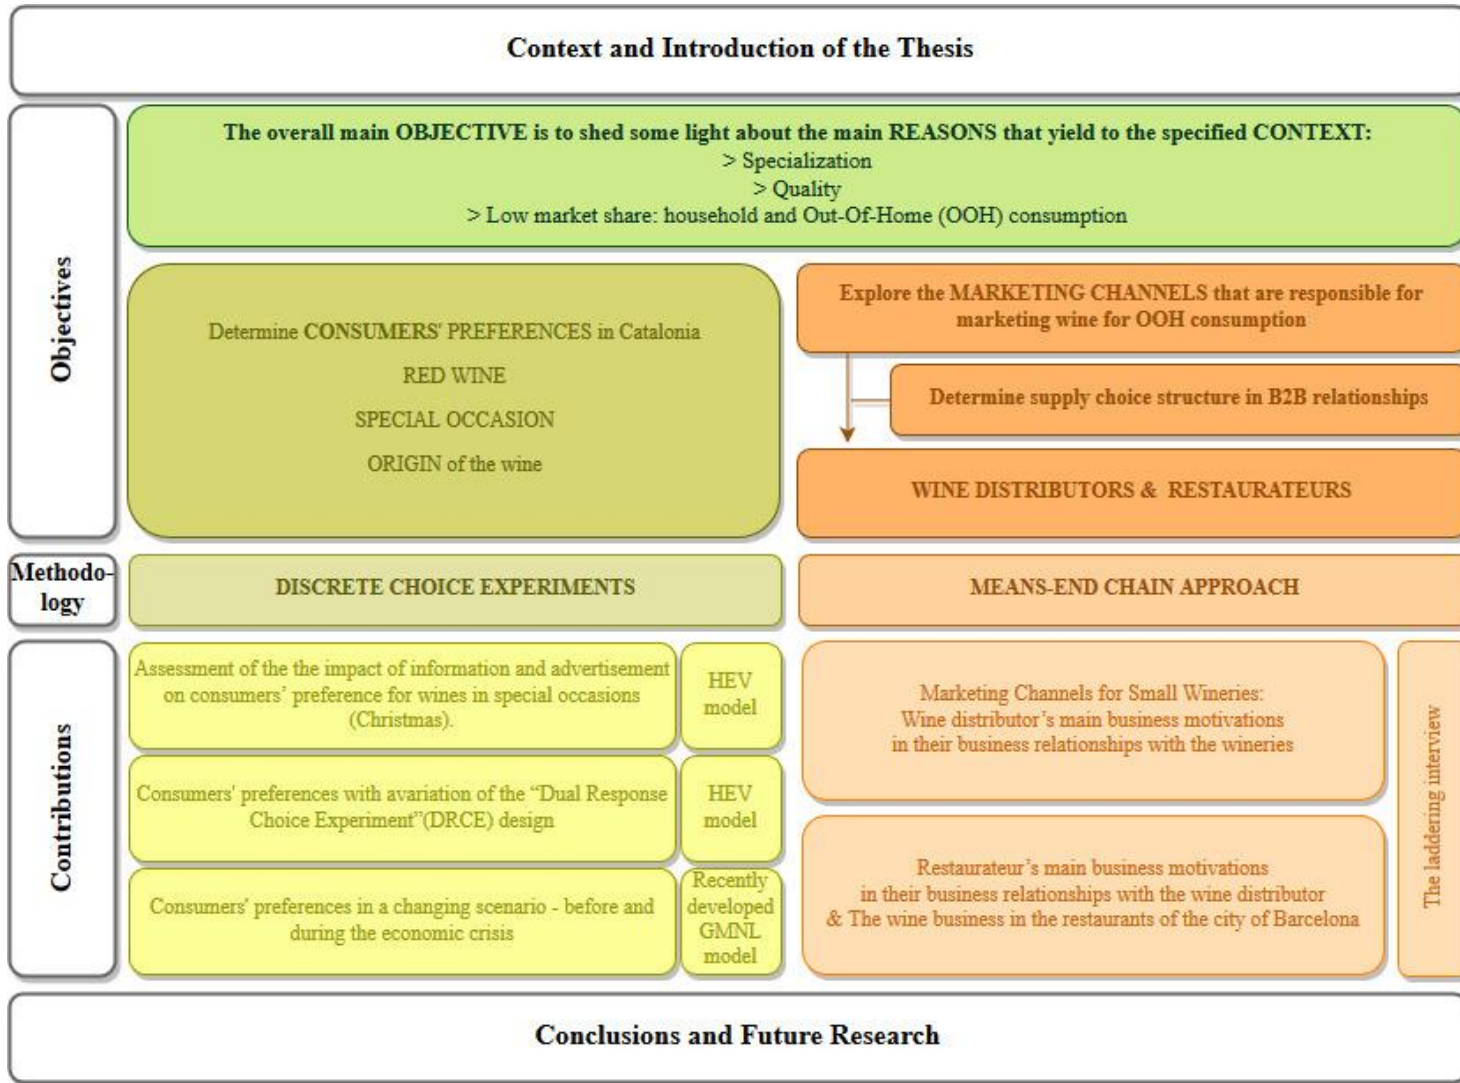 Context and Introduction of the Thesis
Objectives
The overall main OBJECTIVE is to shed some light about the main REASONS that yield to the specified CONTEXT:
> Specialization
> Quality
> Low market share: household and Out-Of-Home (OOH) consumption
Determine CONSUMERS' PREFERENCES in Catalonia
RED WINE
SPECIAL OCCASION
ORIGIN of the wine
Explore the MARKETING CHANNELS that are responsible for
marketing wine for OOH consumption
Determine supply choice structure in B2B relationships
WINE DISTRIBUTORS & RESTAURATEURS
Methodo-
logy
DISCRETE CHOICE EXPERIMENTS
MEANS-END CHAIN APPROACH
Contributions
Assessment of the the impact of information and advertisement
on consumers' preference for wines in special occasions
(Christmas).
HEV
model
Consumers' preferences with avariation of the “Dual Response
Choice Experiment”(DRCE) design
HEV
model
Consumers' preferences in a changing scenario - before and
during the economic crisis
Recently
developed
GMNL
model
Marketing Channels for Small Wineries:
Wine distributor's main business motivations
in their business relationships with the wineries
Restaurateur's main business motivations
in their business relationships with the wine distributor
& The wine business in the restaurants of the city of Barcelona
The laddering interview
Conclusions and Future Research